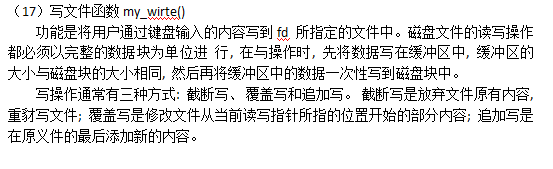 （17）写文件函数 my_wirte()
功能是将用户通过键盘输入的内容写到 fd 所指定的文件中。磁盘文件的读写操作
都必须以完整的数据块为单位进 行, 在与操作时, 先将数据写在缓冲区中, 缓冲区的
大小与磁盘块的大小相同, 然后再将缓冲区中的数据一次性写到磁盘块中。
写操作通常有三种方式: 截断写、覆盖写和追加写。 截断写是放弃文件原有内容,
重豺写文件; 覆盖写是修改文件从当前读写指针所指的位置开始的部分内容; 追加写是
在原义件的最后添加新的内容。